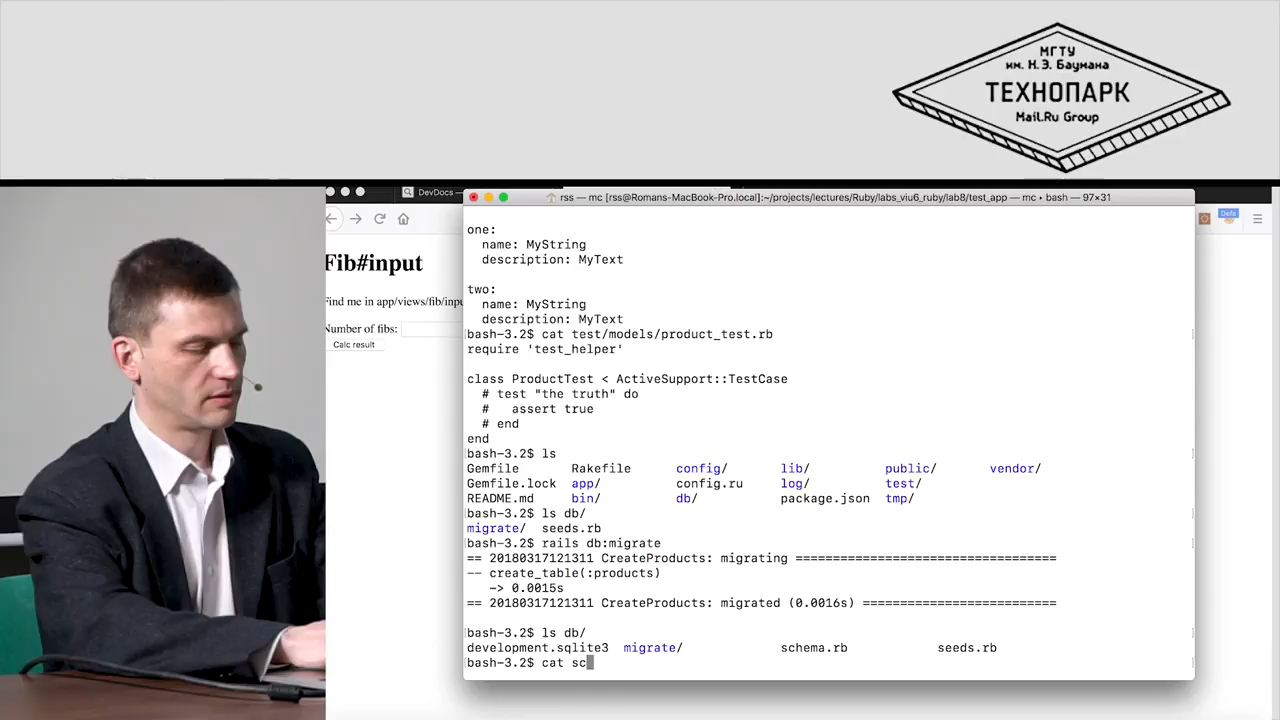 МГТУ
им. Н.Э. Баумана
ТЕХНОПАРК
Mail.Ru Group
DevDocs —
rss — mc [rss@Romans-MacBook-Pro.local]:~/projects/lectures/Ruby/labs_viu6_ruby/lab8/test_app — mc • bash — 97×31
Defa
Fib#input
Find me in app/views/fib/inpu
Number of fibs:
Calc result
one:
  name: MyString
  description: MyText
two:
  name: MyString
  description: MyText
[bash-3.2$ cat test/models/product_test.rb ]
require 'test_helper'
class ProductTest < ActiveSupport::TestCase
  # test "the truth" do
  #   assert true
  # end
end
[bash-3.2$ ls ]
Gemfile Rakefile config/ lib/ public/ vendor/
Gemfile.lock app/ config.ru log/ test/
README.md bin/ db/ package.json tmp/
[bash-3.2$ ls db/ ]
migrate/ seeds.rb
[bash-3.2$ rails db:migrate ]
== 20180317121311 CreateProducts: migrating ===================================
-- create_table(:products)
   -> 0.0015s
== 20180317121311 CreateProducts: migrated (0.0016s) ==========================
[bash-3.2$ ls db/ ]
development.sqlite3 migrate/ schema.rb seeds.rb
[bash-3.2$ cat sc